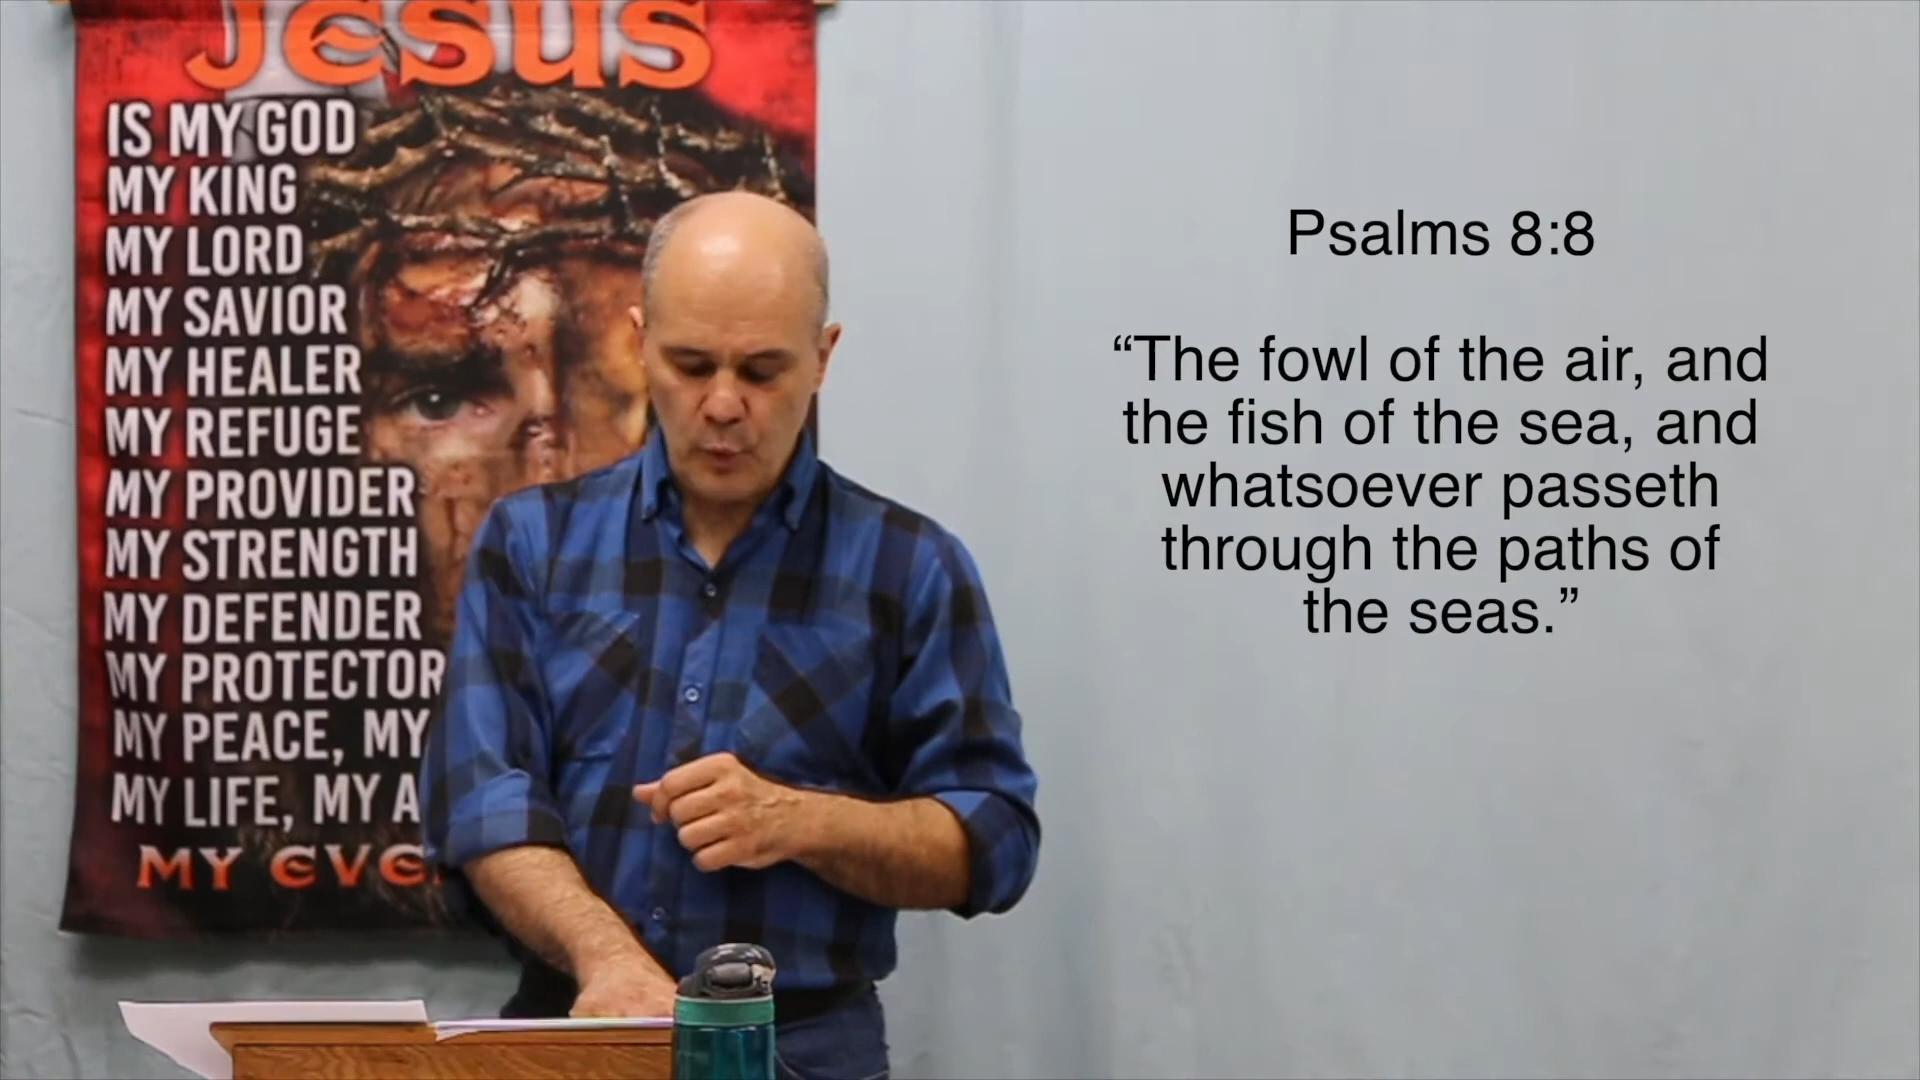 Jesus
IS MY GOD
MY KING
MY LORD
MY SAVIOR
MY HEALER
MY REFUGE
MY PROVIDER
MY STRENGTH
MY DEFENDER
MY PROTECTOR
MY PEACE, MY
MY LIFE, MY
MY
Psalms 8:8
“The fowl of the air, and
the fish of the sea, and
whatsoever passeth
through the paths of
the seas.”